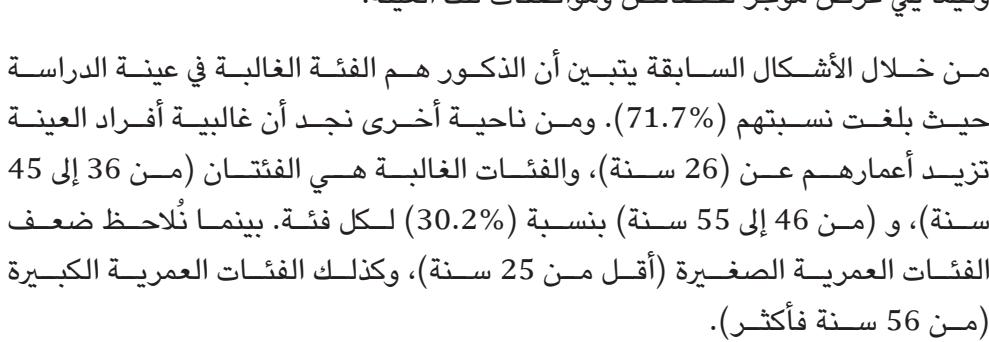 وفيما يلي عرض موجز لخصائص ومواصفات تلك العينة.
من خلال الأشكال السابقة يتبين أن الذكور هم الفئة الغالبة في عينة الدراسة
حيث بلغت نسبتهم (71.7%). ومن ناحية أخرى نجد أن غالبية أفراد العينة
تزيد أعمارهم عن (26 سنة)، والفئات الغالبة هي الفئتان (من 36 إلى 45
سنة)، و (من 46 إلى 55 سنة) بنسبة (30.2%) لكل فئة. بينما نُلاحظ ضعف
الفئات العمرية الصغيرة (أقل من 25 سنة)، وكذلك الفئات العمرية الكبيرة
(من 56 سنة فأكثر).